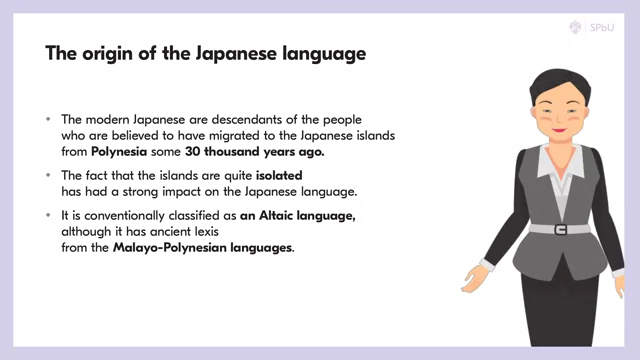 SPbU
The origin of the Japanese language
• The modern Japanese are descendants of the people
who are believed to have migrated to the Japanese islands
from Polynesia some 30 thousand years ago.
• The fact that the islands are quite isolated
has had a strong impact on the Japanese language.
• It is conventionally classified as an Altaic language,
although it has ancient lexis
from the Malayo-Polynesian languages.